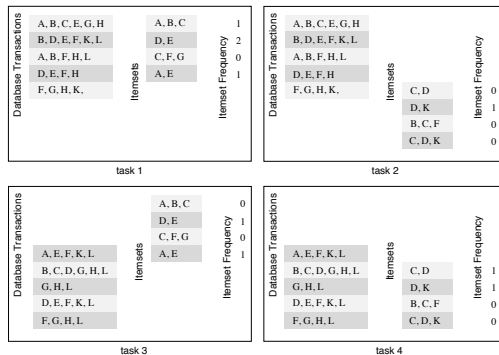 Database Transactions
A, B, C, E, G, H
B, D, E, F, K, L
A, B, F, H, L
D, E, F, H
F, G, H, K,
Itemsets
A, B, C
D, E
C, F, G
A, E
Itemset Frequency
1
2
0
1
task 1
Database Transactions
A, B, C, E, G, H
B, D, E, F, K, L
A, B, F, H, L
D, E, F, H
F, G, H, K,
Itemsets
C, D
D, K
B, C, F
C, D, K
Itemset Frequency
0
1
0
0
task 2
Database Transactions
A, E, F, K, L
B, C, D, G, H, L
G, H, L
D, E, F, K, L
F, G, H, L
Itemsets
A, B, C
D, E
C, F, G
A, E
Itemset Frequency
0
1
0
1
task 3
Database Transactions
A, E, F, K, L
B, C, D, G, H, L
G, H, L
D, E, F, K, L
F, G, H, L
Itemsets
C, D
D, K
B, C, F
C, D, K
Itemset Frequency
1
1
0
0
task 4